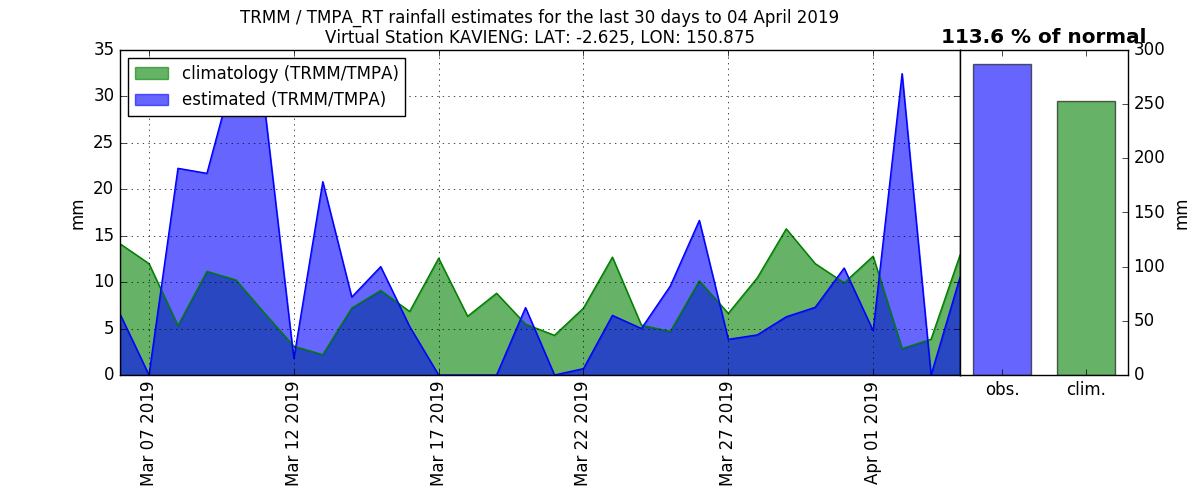 TRMM / TMPA_RT rainfall estimates for the last 30 days to 04 April 2019
Virtual Station KAVIENG: LAT: -2.625, LON: 150.875
113.6 % of normal
climatology (TRMM/TMPA)
estimated (TRMM/TMPA)
35
30
25
20
15
10
5
0
mm
Mar 07 2019
Mar 12 2019
Mar 17 2019
Mar 22 2019
Mar 27 2019
Apr 01 2019
obs.
clim.
300
250
200
150
100
50
0
mm